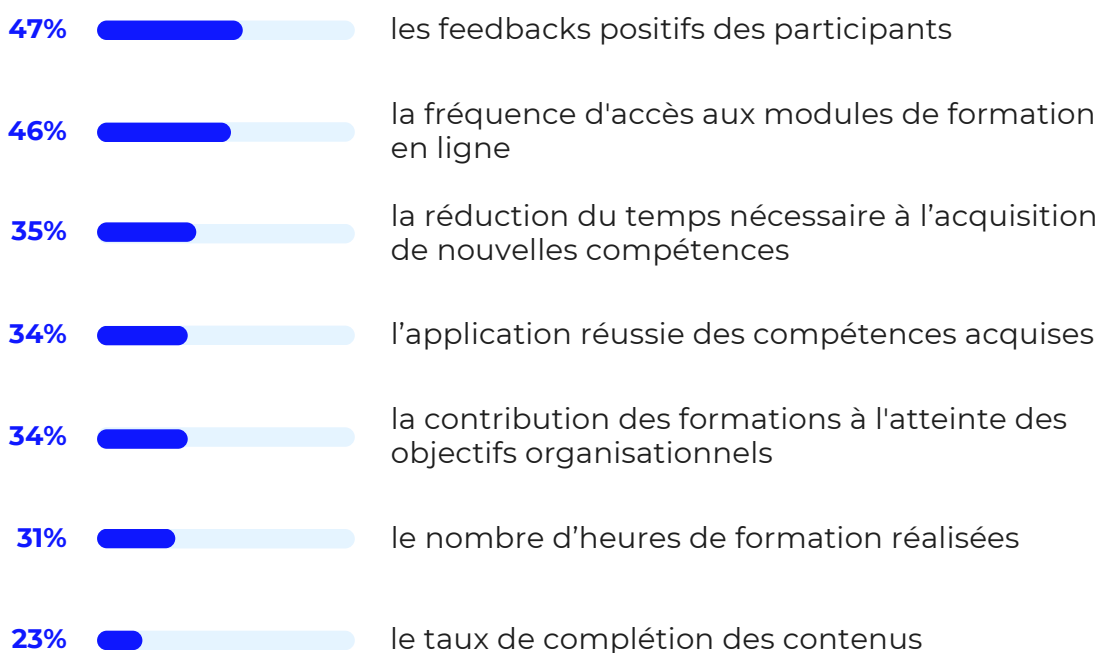 47% les feedbacks positifs des participants
46% la fréquence d'accès aux modules de formation
en ligne
35% la réduction du temps nécessaire à l’acquisition
de nouvelles compétences
34% l’application réussie des compétences acquises
34% la contribution des formations à l'atteinte des
objectifs organisationnels
31% le nombre d’heures de formation réalisées
23% le taux de complétion des contenus